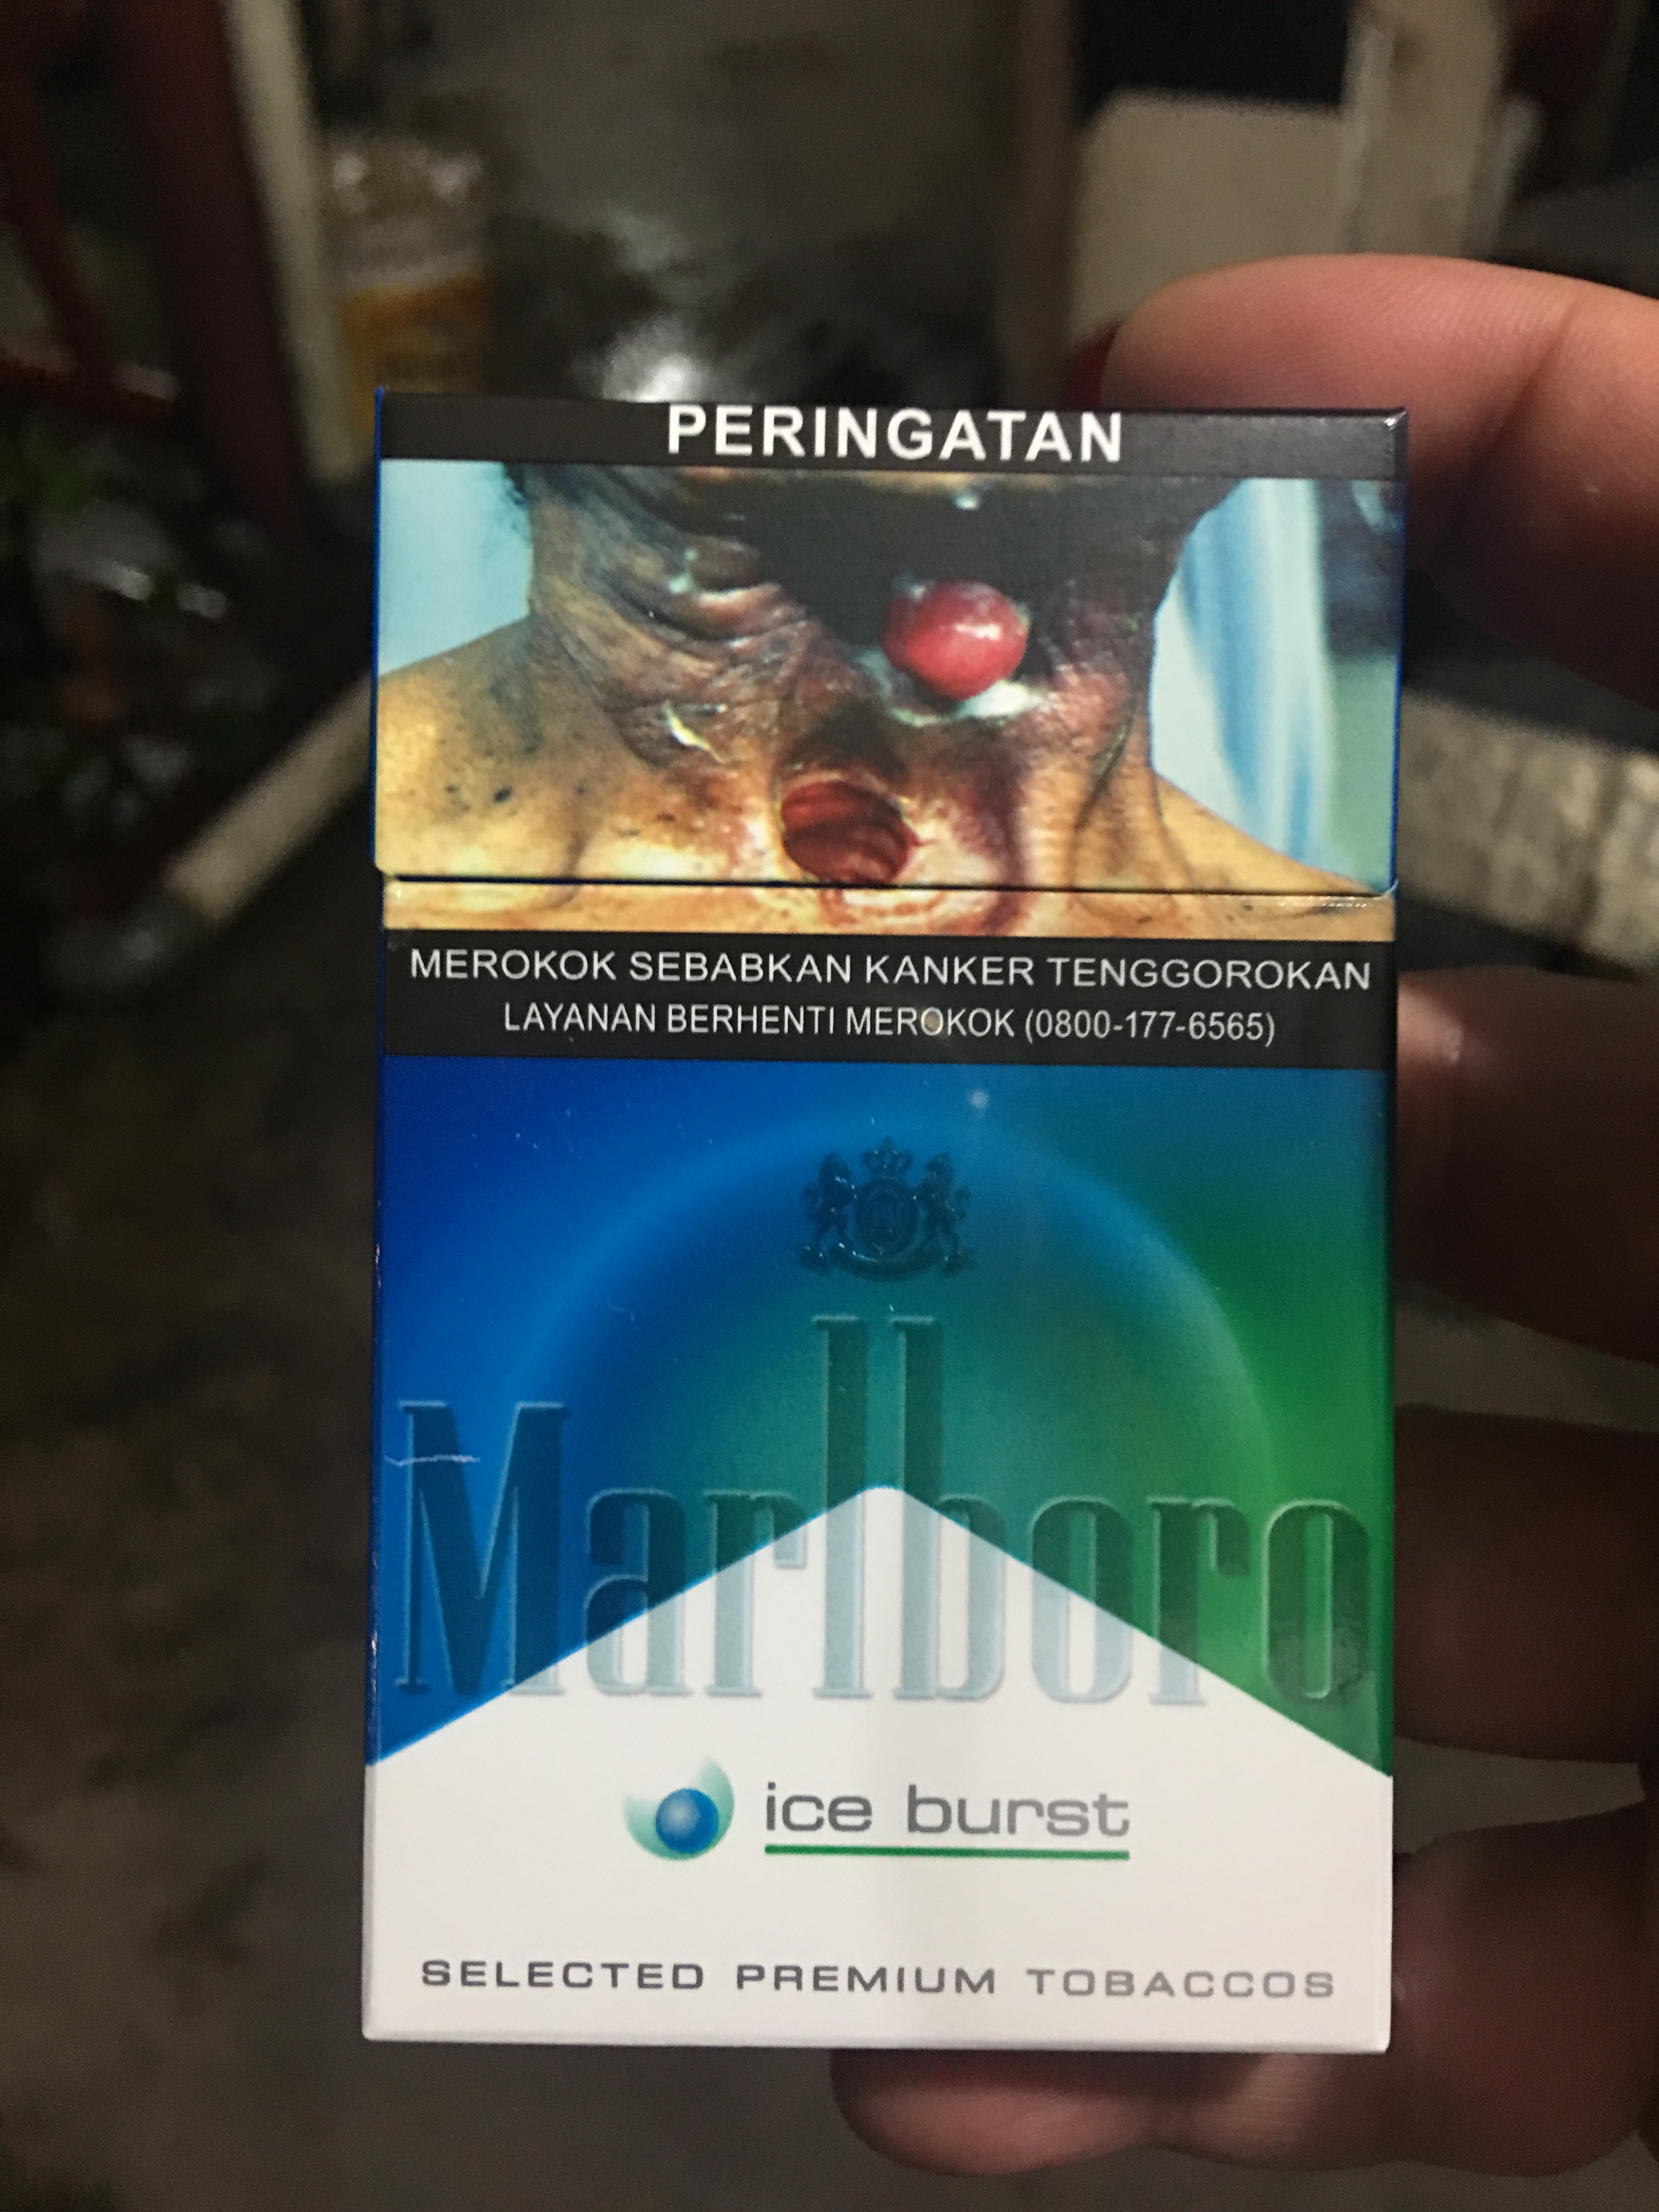 PERINGATAN
MEROKOK SEBABKAN KANKER TENGGOROKAN
LAYANAN BERHENTI MEROKOK (0800-177-6565)
Marlboro
ice burst
SELECTED PREMIUM TOBACCOS